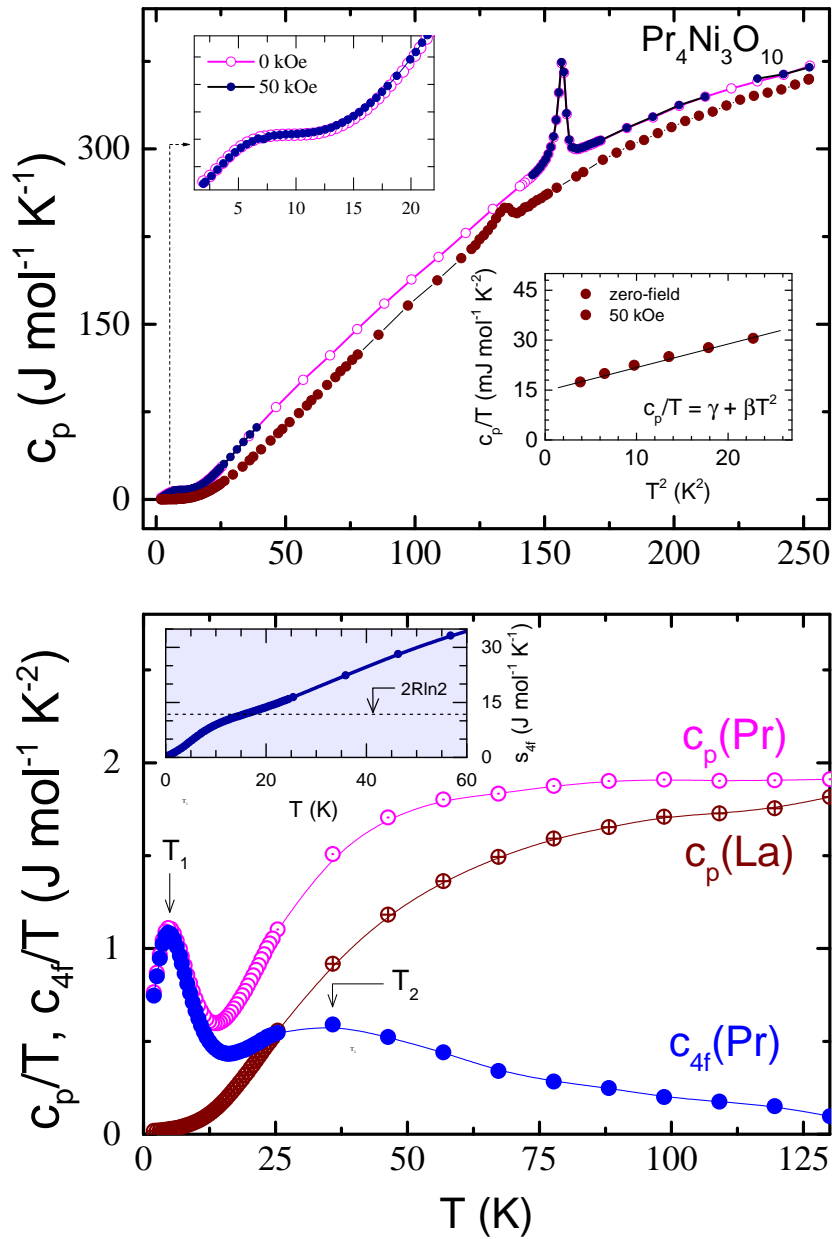 Pr4Ni3O10
0 kOe
50 kOe
5 10 15 20
300
150
0
cp (J mol-1 K-1)
45
30
15
0
cp/T (mJ mol-1 K-2)
zero-field
50 kOe
cp/T = γ + βT2
0 10 20
T2 (K2)
0 50 100 150 200 250
30
15
0
s4f (J mol-1 K-1)
2Rln2
0 20 40 60
T (K)
2
1
0
cp/T, c4f/T (J mol-1 K-2)
cp(Pr)
cp(La)
T1
T2
c4f(Pr)
0 25 50 75 100 125
T (K)